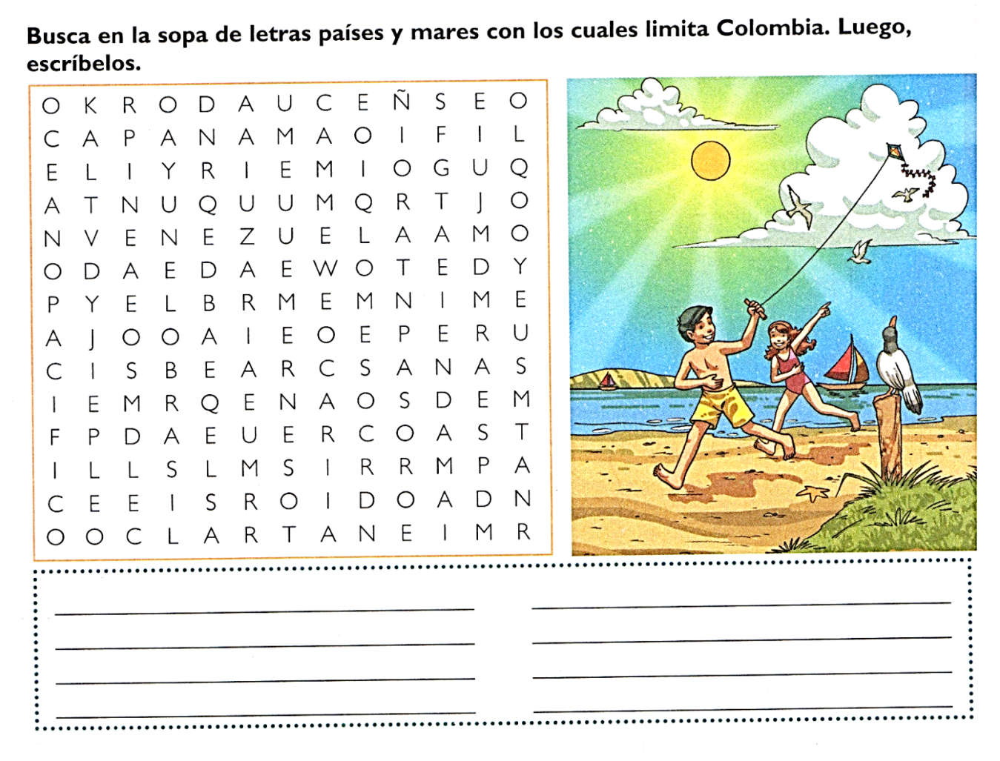 Busca en la sopa de letras países y mares con los cuales limita Colombia. Luego,
escríbelos.
O K R O D A U C E Ñ S E O
C A P A N A M A O I F I L
E L I Y R I E M I O G U Q
A T N U Q U U M Q R T J O
N V E N E Z U E L A A M O
O D A E D A E W O T E D Y
P Y E L B R M E M N I M E
A J O O A I E O E P E R U
C I S B E A R C S A N A S
I E M R Q E N A O S D E M
F P D A E U E R C O A S T
I L L S L M S I R R M P A
C E E I S R O I D O A D N
O O C L A R T A N E I M R